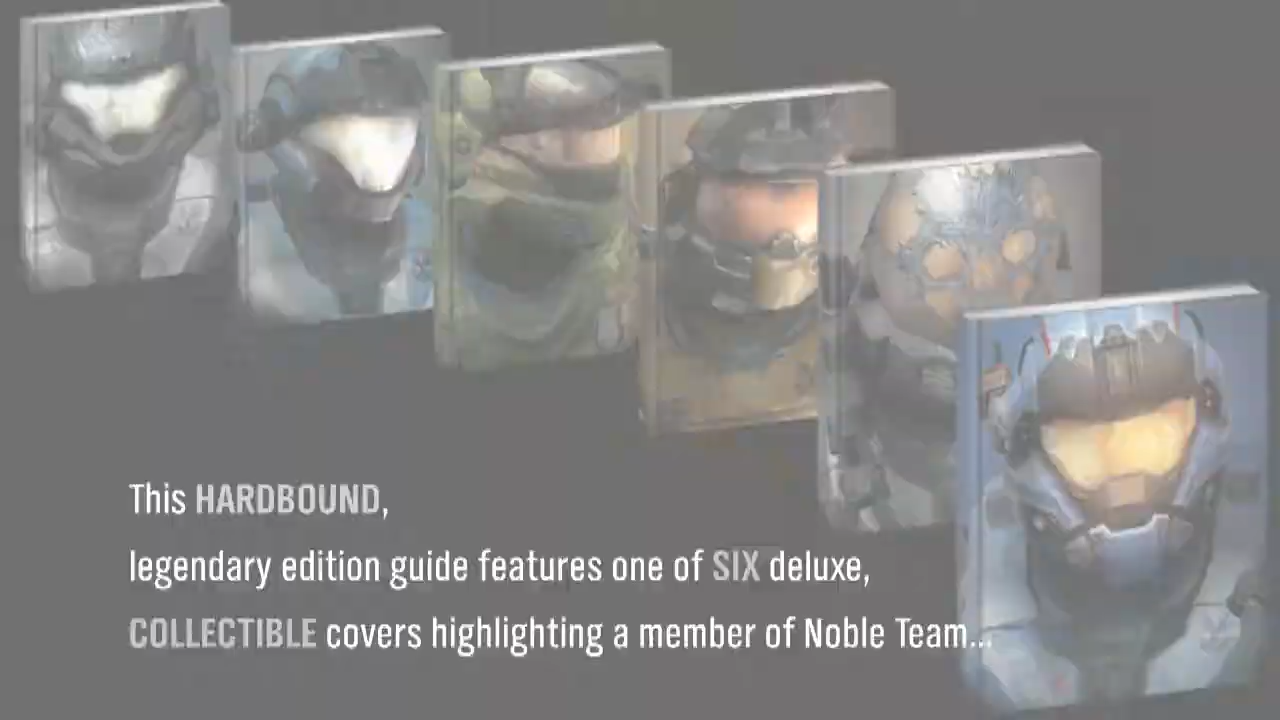 This HARDBOUND,
legendary edition guide features one of SIX deluxe,
COLLECTIBLE covers highlighting a member of Noble Team...